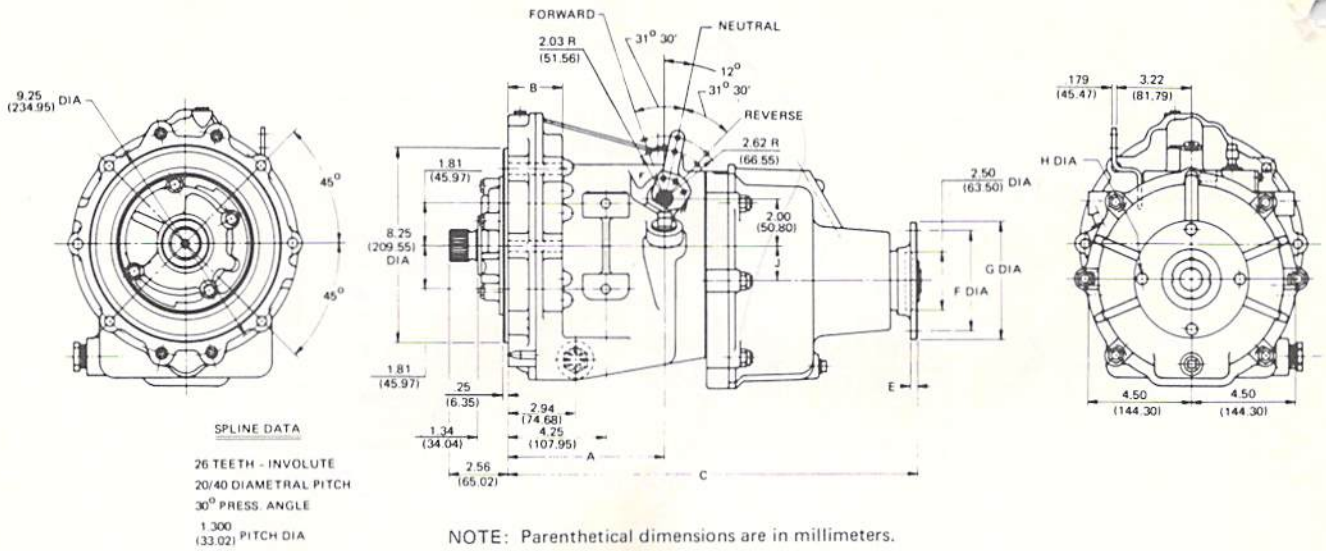 FORWARD
NEUTRAL
2.03 R
(51.56)
31° 30'
12°
31° 30'
REVERSE
2.62 R
(66.55)
9.25 DIA
(234.95)
45°
45°
B
1.81
(45.97)
8.25
(209.55)
DIA
1.81
(45.97)
.25
(6.35)
2.94
(74.68)
1.34
(34.04)
4.25
(107.95)
2.56
(65.02)
A
C
2.00
(50.80)
J
2.50 DIA
(63.50)
F DIA
G DIA
E
179
(45.47)
3.22
(81.79)
H DIA
4.50
(144.30)
4.50
(144.30)
SPLINE DATA
26 TEETH - INVOLUTE
20/40 DIAMETRAL PITCH
30° PRESS. ANGLE
1.300 PITCH DIA
(33.02)
NOTE: Parenthetical dimensions are in millimeters.